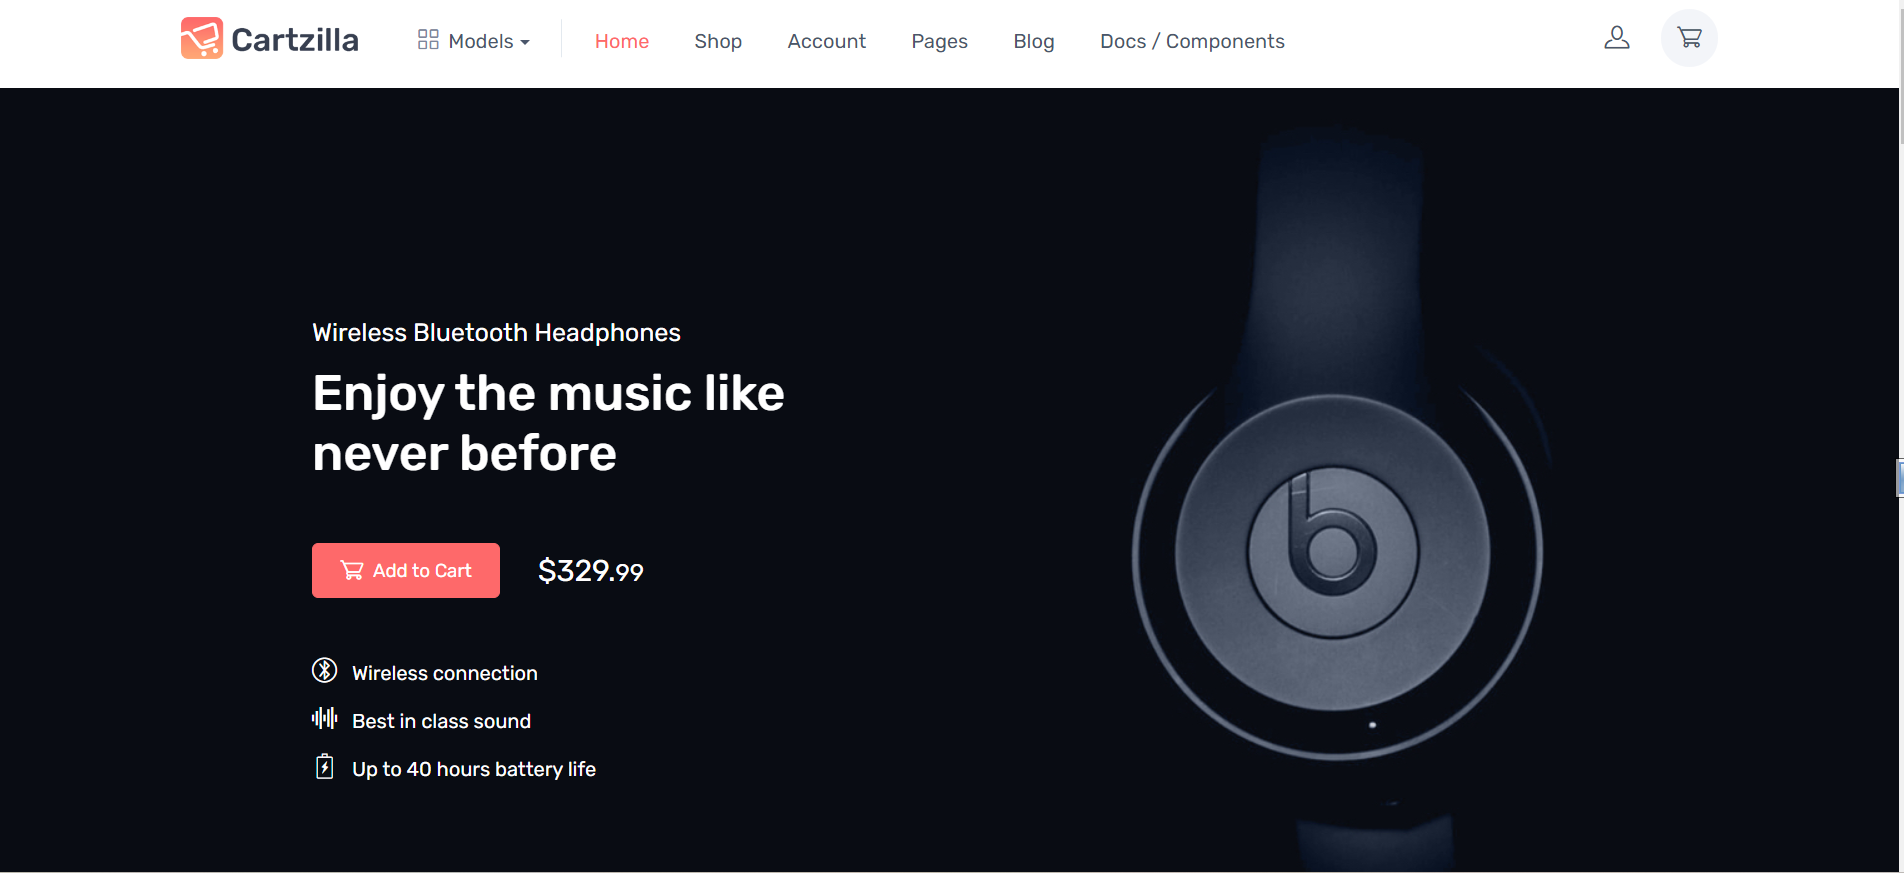 Cartzilla
Models
Home
Shop
Account
Pages
Blog
Docs / Components
Wireless Bluetooth Headphones
Enjoy the music like
never before
Add to Cart
$329.99
Wireless connection
Best in class sound
Up to 40 hours battery life
b